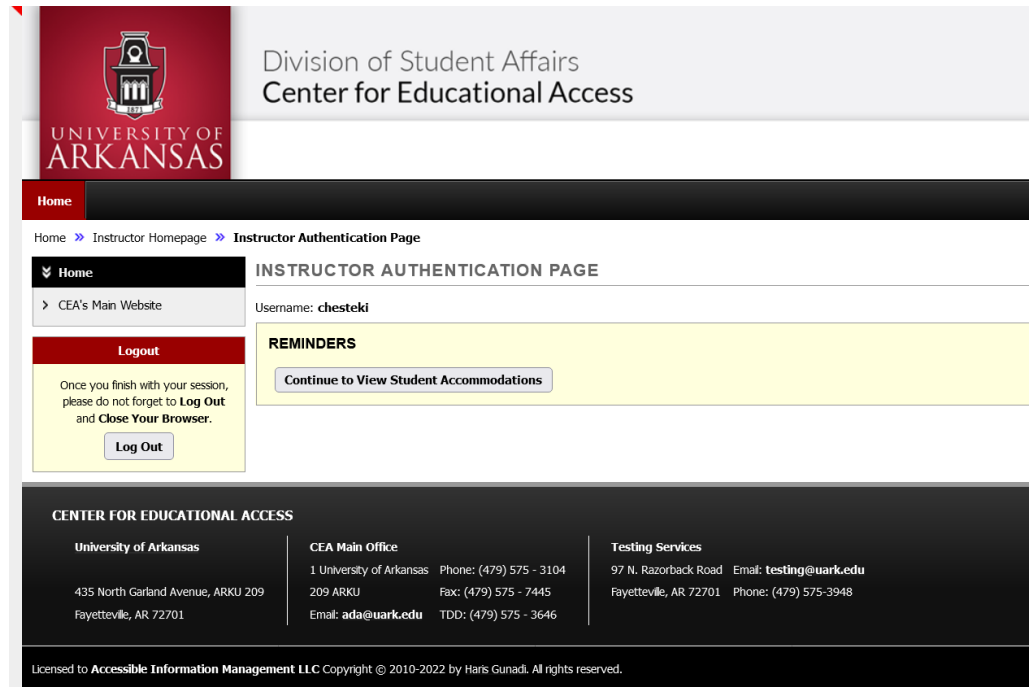 1871
UNIVERSITY OF
ARKANSAS
Division of Student Affairs
Center for Educational Access
Home
Home » Instructor Homepage » Instructor Authentication Page
Home
CEA's Main Website
Logout
Once you finish with your session,
please do not forget to Log Out
and Close Your Browser.
Log Out
INSTRUCTOR AUTHENTICATION PAGE
Username: chesteki
REMINDERS
Continue to View Student Accommodations
CENTER FOR EDUCATIONAL ACCESS
University of Arkansas
435 North Garland Avenue, ARKU 209
Fayetteville, AR 72701
CEA Main Office
1 University of Arkansas Phone: (479) 575 - 3104
209 ARKU Fax: (479) 575 - 7445
Email: ada@uark.edu TDD: (479) 575 - 3646
Testing Services
97 N. Razorback Road Email: testing@uark.edu
Fayetteville, AR 72701 Phone: (479) 575-3948
Licensed to Accessible Information Management LLC Copyright © 2010-2022 by Haris Gunadi. All rights reserved.